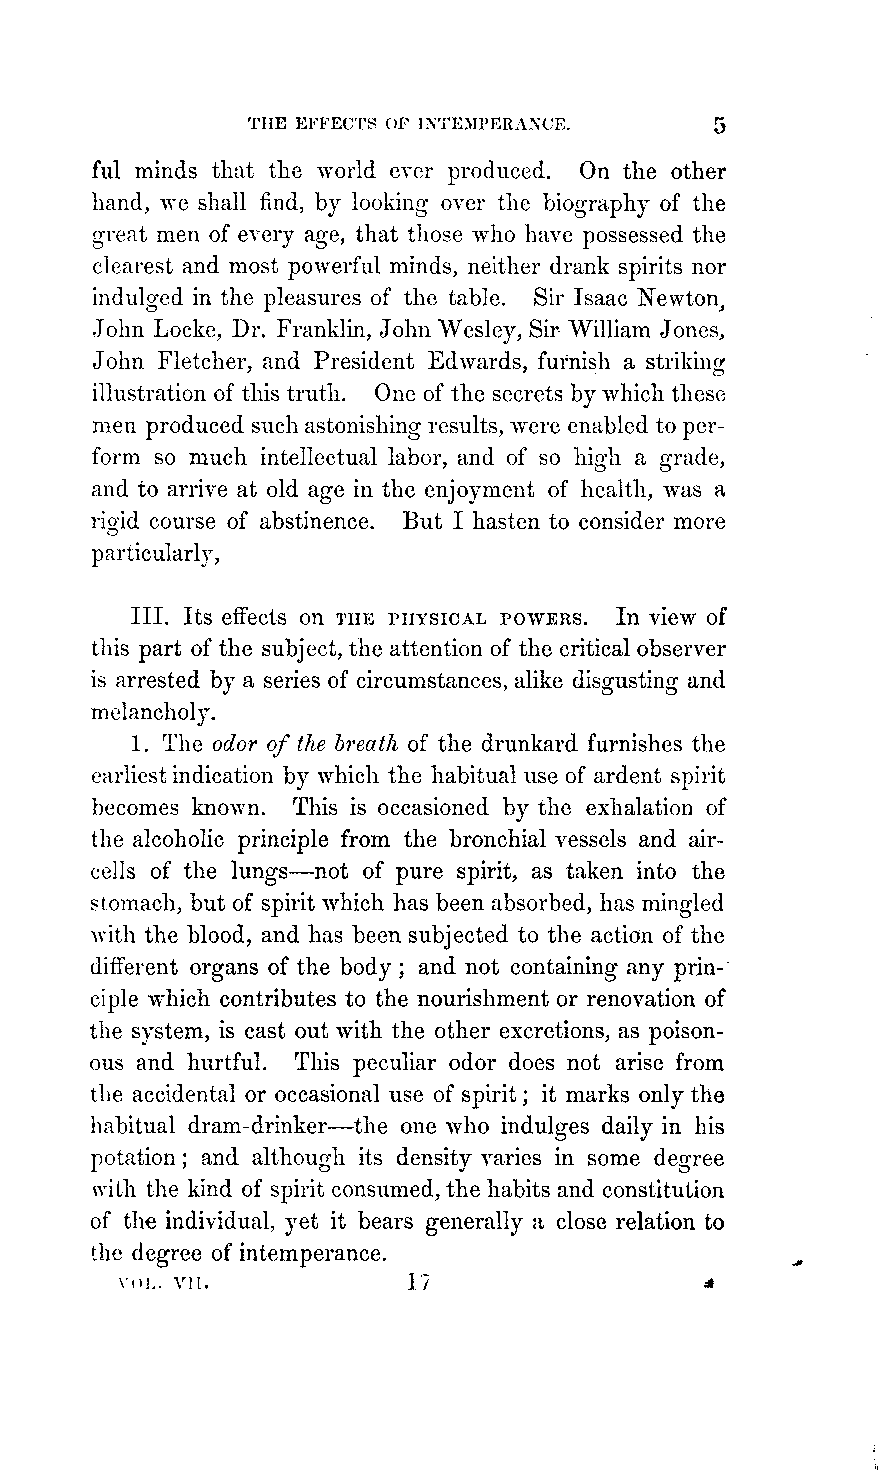 THE EFFECTS OF INTEMPERANCE. 5
ful minds that the world ever produced. On the other
hand, we shall find, by looking over the biography of the
great men of every age, that those who have possessed the
clearest and most powerful minds, neither drank spirits nor
indulged in the pleasures of the table. Sir Isaac Newton,
John Locke, Dr. Franklin, John Wesley, Sir William Jones,
John Fletcher, and President Edwards, furnish a striking
illustration of this truth. One of the secrets by which these
men produced such astonishing results, were enabled to per-
form so much intellectual labor, and of so high a grade,
and to arrive at old age in the enjoyment of health, was a
rigid course of abstinence. But I hasten to consider more
particularly,
III. Its effects on THE PHYSICAL POWERS. In view of
this part of the subject, the attention of the critical observer
is arrested by a series of circumstances, alike disgusting and
melancholy.
1. The odor of the breath of the drunkard furnishes the
earliest indication by which the habitual use of ardent spirit
becomes known. This is occasioned by the exhalation of
the alcoholic principle from the bronchial vessels and air-
cells of the lungs—not of pure spirit, as taken into the
stomach, but of spirit which has been absorbed, has mingled
with the blood, and has been subjected to the action of the
different organs of the body; and not containing any prin-
ciple which contributes to the nourishment or renovation of
the system, is cast out with the other excretions, as poison-
ous and hurtful. This peculiar odor does not arise from
the accidental or occasional use of spirit; it marks only the
habitual dram-drinker—the one who indulges daily in his
potation; and although its density varies in some degree
with the kind of spirit consumed, the habits and constitution
of the individual, yet it bears generally a close relation to
the degree of intemperance.
VOL. VII. 17